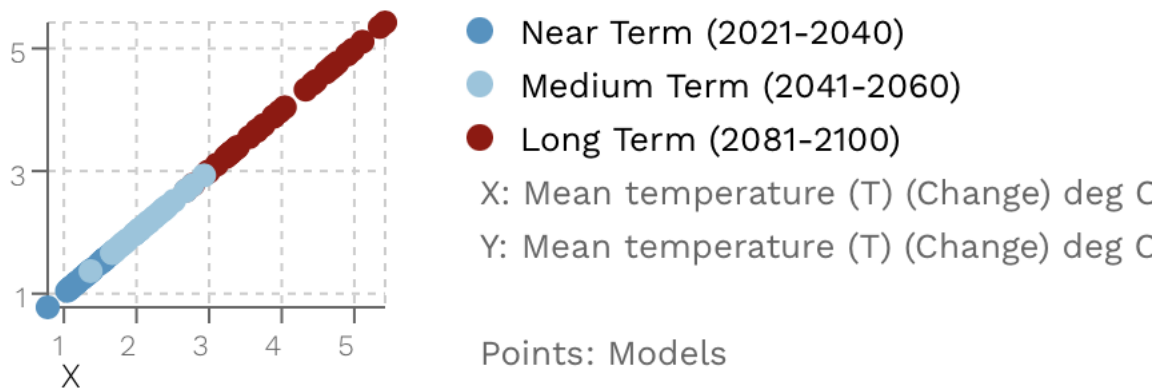 5
3
1
1 2 3 4 5
X
Near Term (2021-2040)
Medium Term (2041-2060)
Long Term (2081-2100)
X: Mean temperature (T) (Change) deg C
Y: Mean temperature (T) (Change) deg C
Points: Models